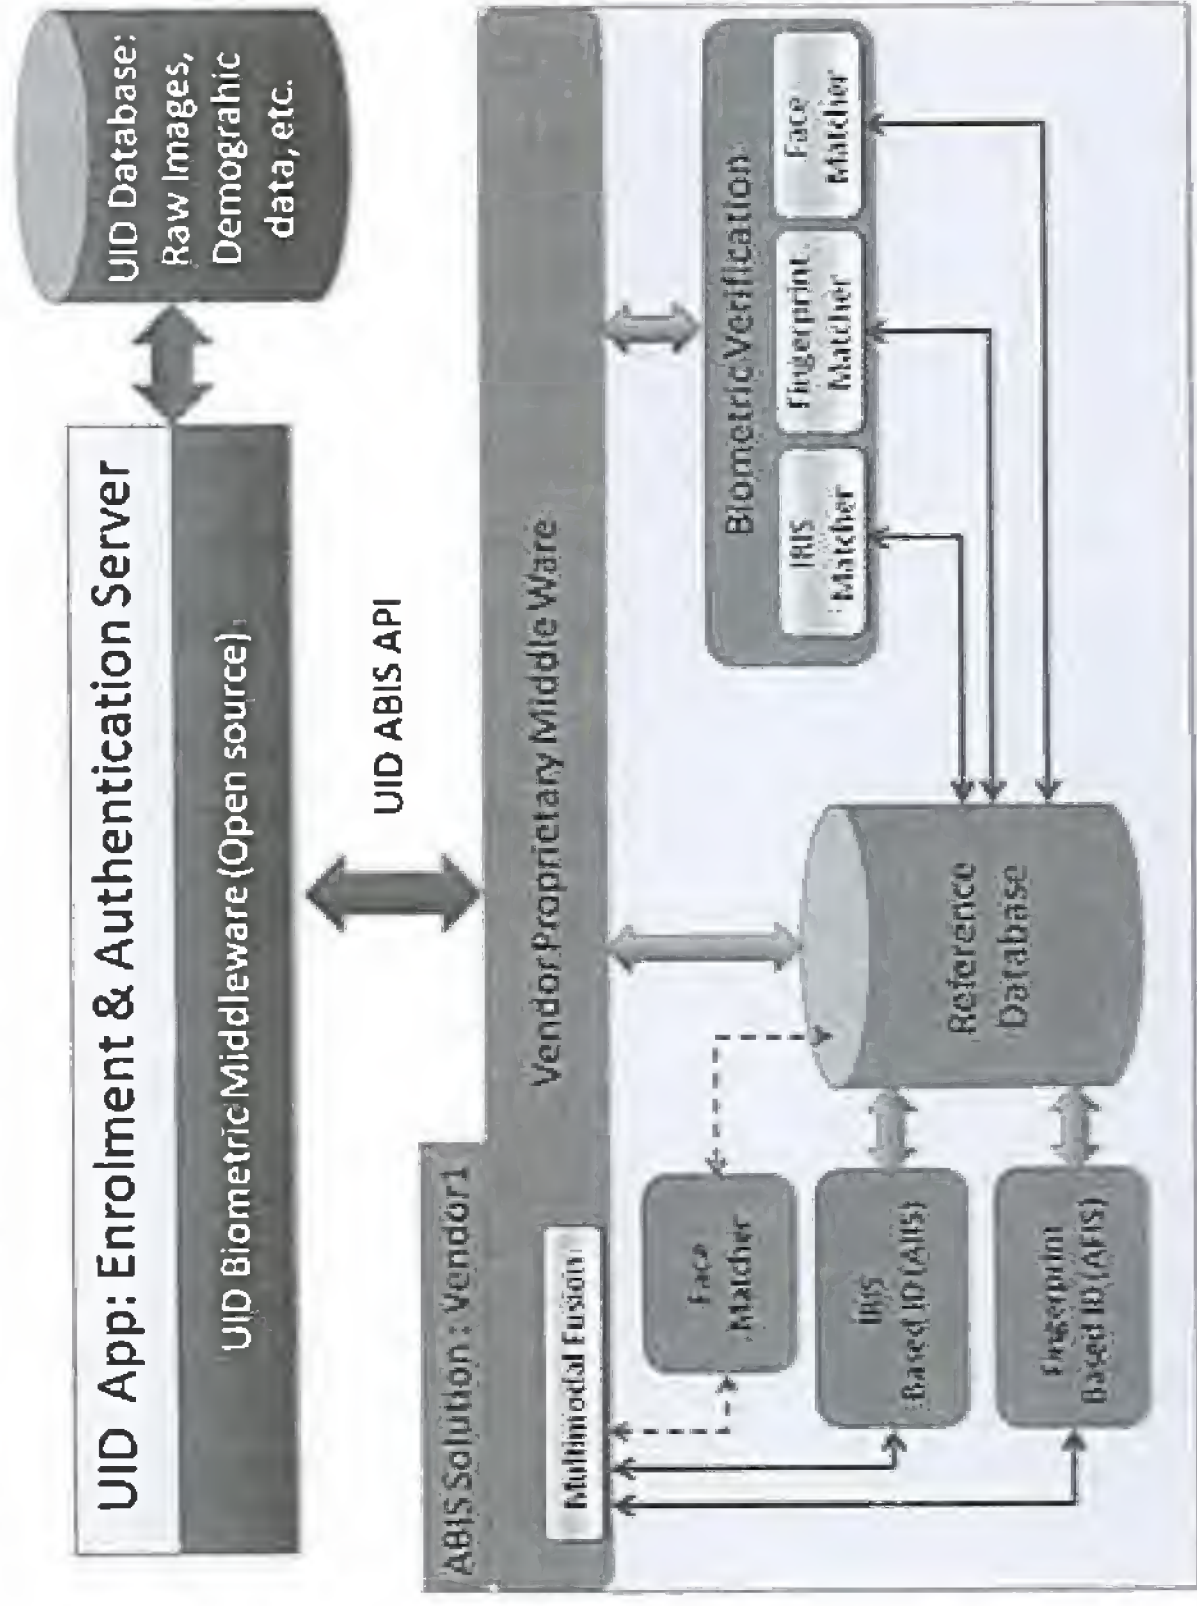 UID App: Enrolment & Authentication Server
UID Biometric Middleware (Open source)
UID Database:
Raw Images,
Demograhic
data, etc.
UID ABIS API
ABIS Solution : Vendor1
Vendor Proprietary Middle Ware
Multimodal Fusion
Face
Matcher
IRIS
Based ID (AIIS)
Fingerprint
Based ID (AFIS)
Reference
Database
Biometric Verification
IRIS
Matcher
Fingerprint
Matcher
Face
Matcher